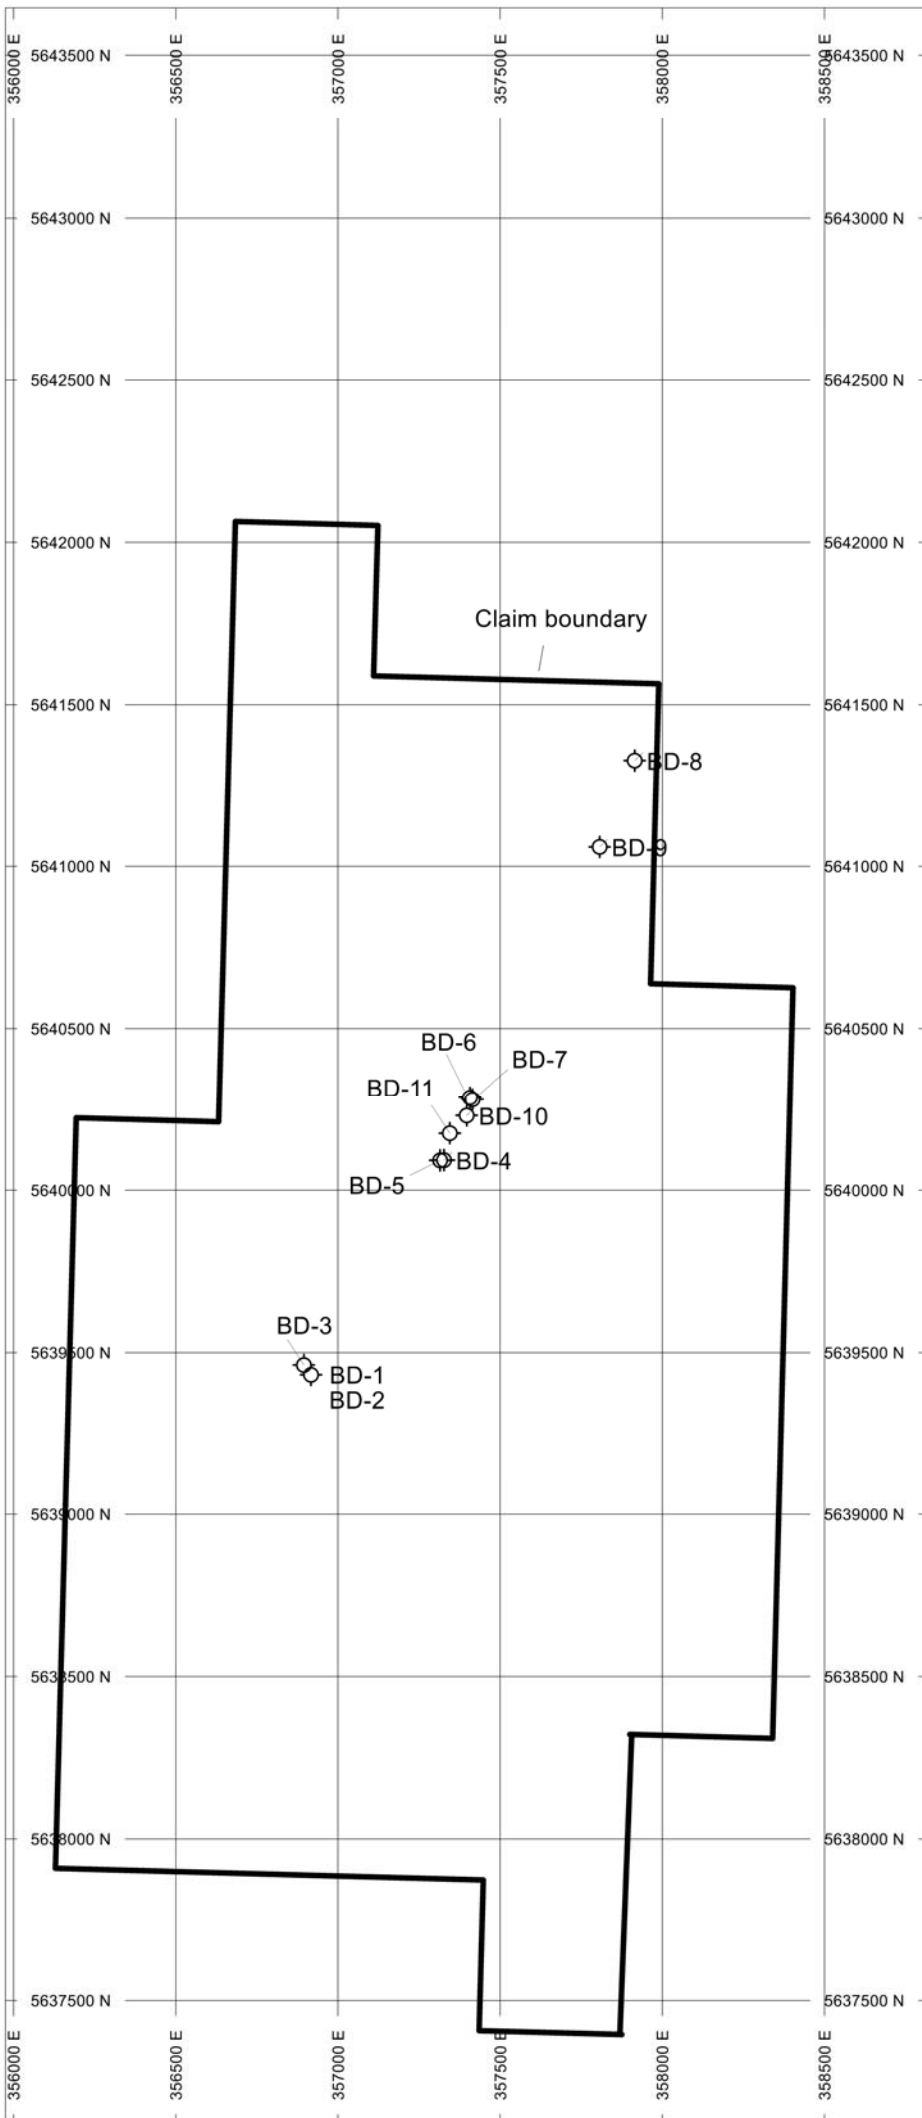 356000 E
356500 E
357000 E
357500 E
358000 E
358500 E
5643500 N
5643500 N
5643000 N
5643000 N
5642500 N
5642500 N
5642000 N
5642000 N
Claim boundary
5641500 N
5641500 N
BD-8
BD-9
5641000 N
5641000 N
5640500 N
5640500 N
BD-6
BD-7
BD-11
BD-10
BD-4
BD-5
5640000 N
5640000 N
BD-3
5639500 N
5639500 N
BD-1
BD-2
5639000 N
5639000 N
5638500 N
5638500 N
5638000 N
5638000 N
5637500 N
5637500 N
356000 E
356500 E
357000 E
357500 E
358000 E
358500 E